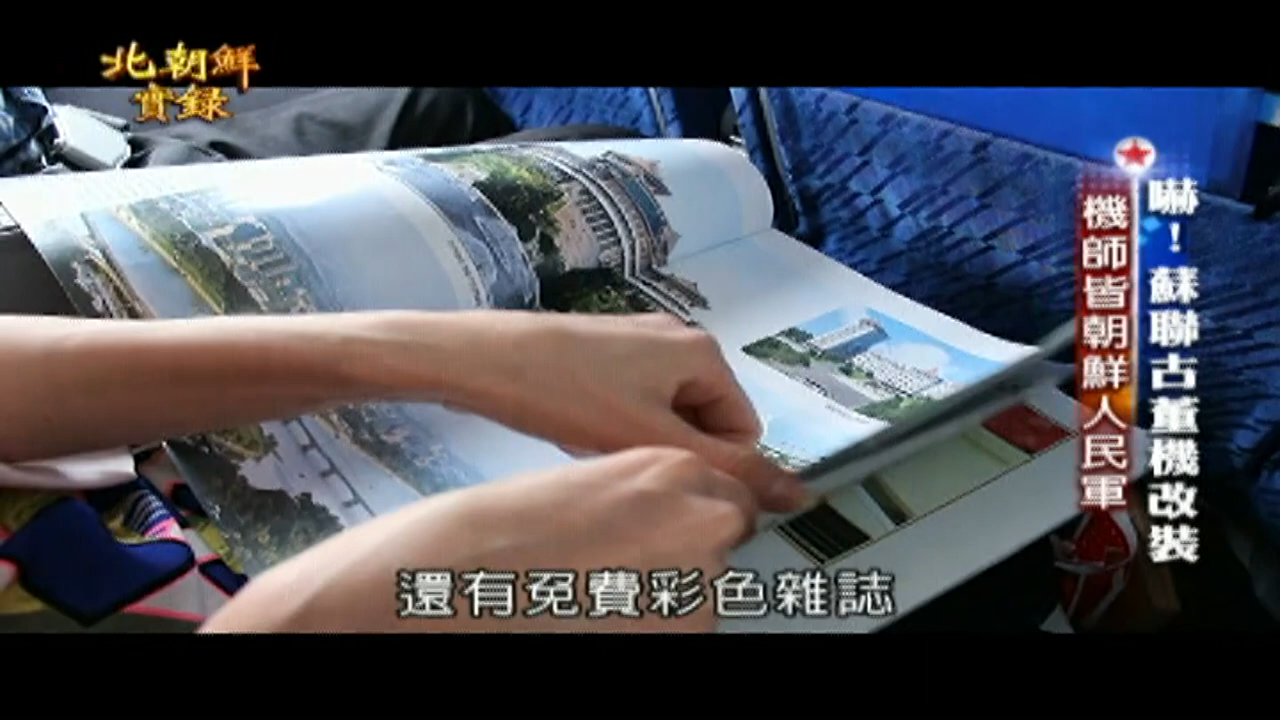 北朝鮮
實錄
嚇！蘇聯古董機改裝
機師皆朝鮮人民軍
還有免費彩色雜誌